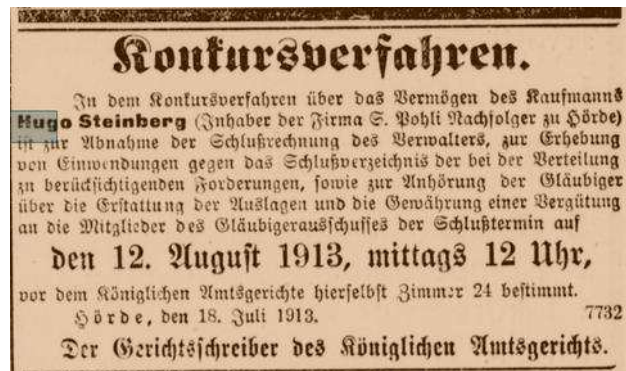 Konkursverfahren.
In dem Konkursverfahren über das Vermögen des Kaufmanns
Hugo Steinberg (Inhaber der Firma S. Pohli Nachfolger zu Hörde)
ist zur Abnahme der Schlußrechnung des Verwalters, zur Erhebung
von Einwendungen gegen das Schlußverzeichnis der bei der Verteilung
zu berücksichtigenden Forderungen, sowie zur Anhörung der Gläubiger
über die Erstattung der Auslagen und die Gewährung einer Vergütung
an die Mitglieder des Gläubigerausschusses der Schlußtermin auf
den 12. August 1913, mittags 12 Uhr,
vor dem Königlichen Amtsgerichte hierselbst Zimmer 24 bestimmt.
Hörde, den 18. Juli 1913. 7732
Der Gerichtsschreiber des Königlichen Amtsgerichts.